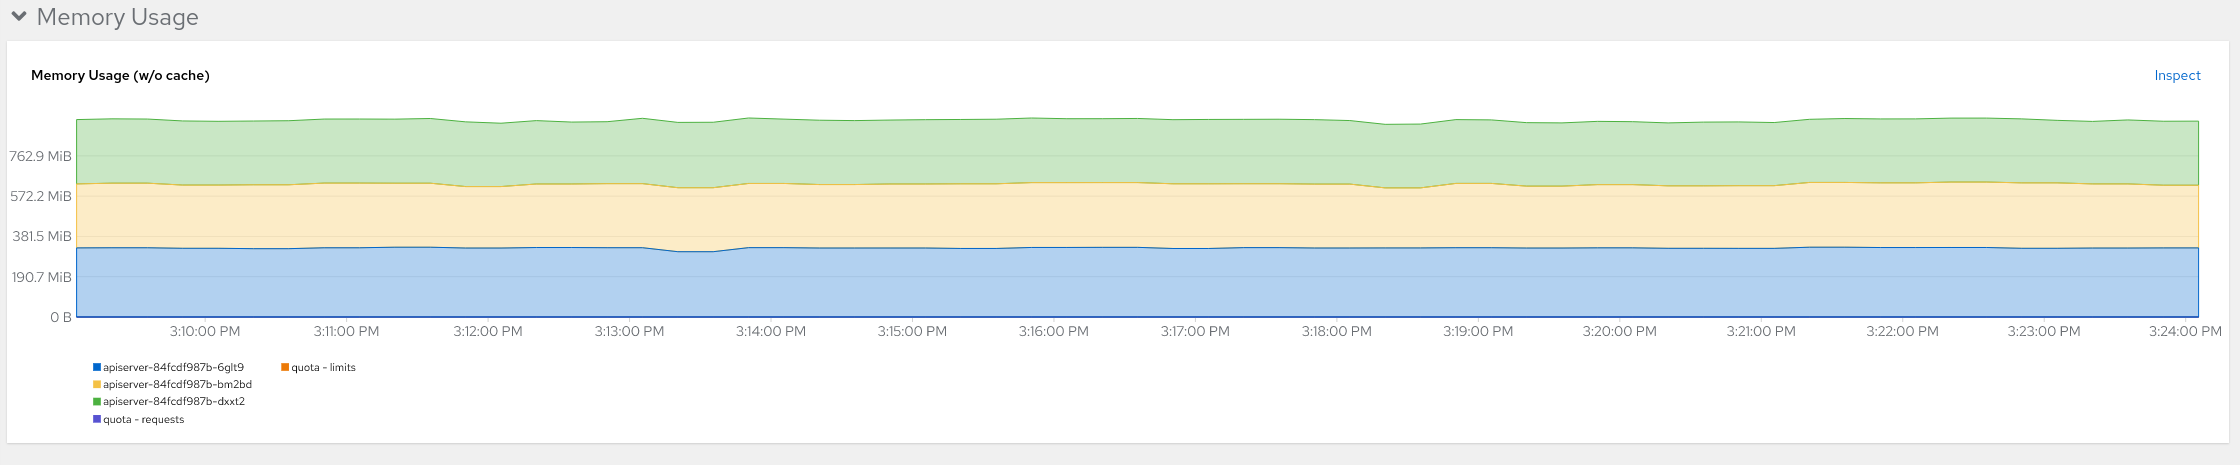 Memory Usage
Memory Usage (w/o cache)
Inspect
762.9 MiB
572.2 MiB
381.5 MiB
190.7 MiB
0 B
3:10:00 PM 3:11:00 PM 3:12:00 PM 3:13:00 PM 3:14:00 PM 3:15:00 PM 3:16:00 PM 3:17:00 PM 3:18:00 PM 3:19:00 PM 3:20:00 PM 3:21:00 PM 3:22:00 PM 3:23:00 PM 3:24:00 PM
apiserver-84fcdf987b-6glt9 quota - limits
apiserver-84fcdf987b-bm2bd
apiserver-84fcdf987b-dxxt2
quota - requests